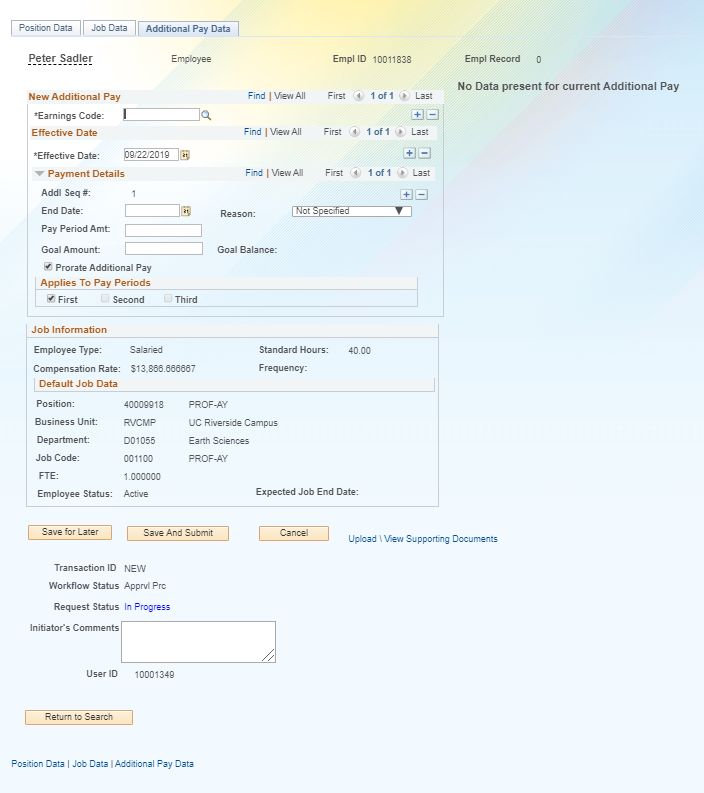 Position Data Job Data Additional Pay Data
Peter Sadler Employee Empl ID 10011838 Empl Record 0
No Data present for current Additional Pay
New Additional Pay Find | View All First 1 of 1 Last
*Earnings Code:
Effective Date Find | View All First 1 of 1 Last
*Effective Date: 09/22/2019
Payment Details Find | View All First 1 of 1 Last
Addl Seq #: 1
End Date: Reason: Not Specified
Pay Period Amt:
Goal Amount: Goal Balance:
Prorate Additional Pay
Applies To Pay Periods
First Second Third
Job Information
Employee Type: Salaried Standard Hours: 40.00
Compensation Rate: $13,866.666667 Frequency:
Default Job Data
Position: 40009918 PROF-AY
Business Unit: RVCMP UC Riverside Campus
Department: D01055 Earth Sciences
Job Code: 001100 PROF-AY
FTE: 1.000000
Employee Status: Active Expected Job End Date:
Save for Later Save And Submit Cancel Upload \ View Supporting Documents
Transaction ID NEW
Workflow Status Apprvl Prc
Request Status In Progress
Initiator's Comments
User ID 10001349
Return to Search
Position Data | Job Data | Additional Pay Data